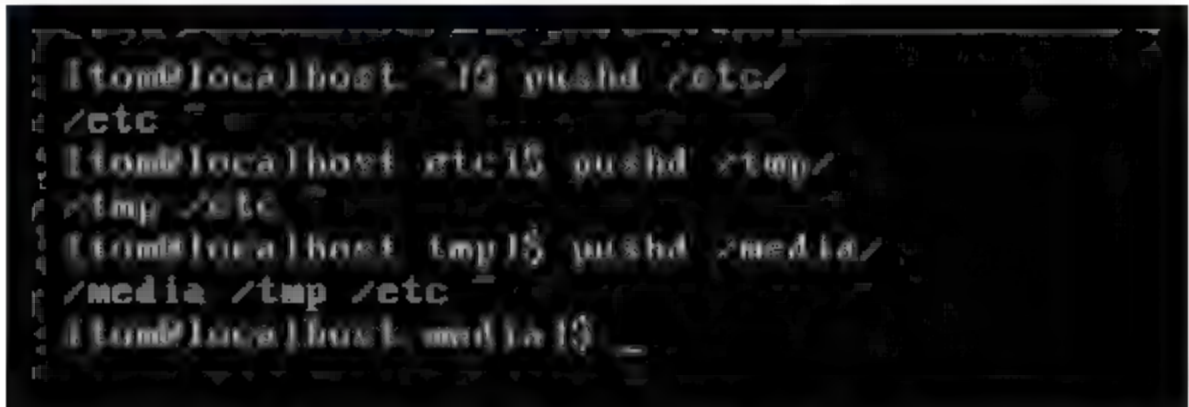 [tom@localhost ~]$ pushd /etc/
/etc ~
[tom@localhost etc]$ pushd /tmp/
/tmp /etc ~
[tom@localhost tmp]$ pushd /media/
/media /tmp /etc ~
[tom@localhost media]$ _